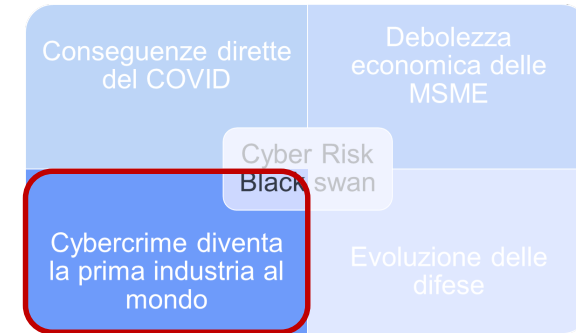 Conseguenze dirette
del COVID
Debolezza
economica delle
MSME
Cyber Risk
Black swan
Cybercrime diventa
la prima industria al
mondo
Evoluzione delle
difese